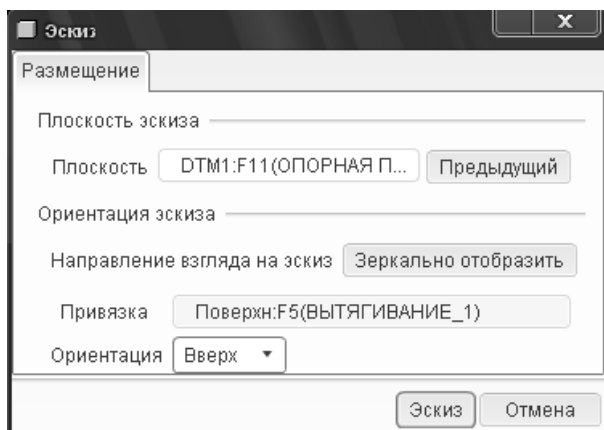 Эскиз
x
Размещение
Плоскость эскиза
Плоскость DTM1:F11(ОПОРНАЯ П... Предыдущий
Ориентация эскиза
Направление взгляда на эскиз Зеркально отобразить
Привязка Поверхн:F5(ВЫТЯГИВАНИЕ_1)
Ориентация Вверх
Эскиз Отмена